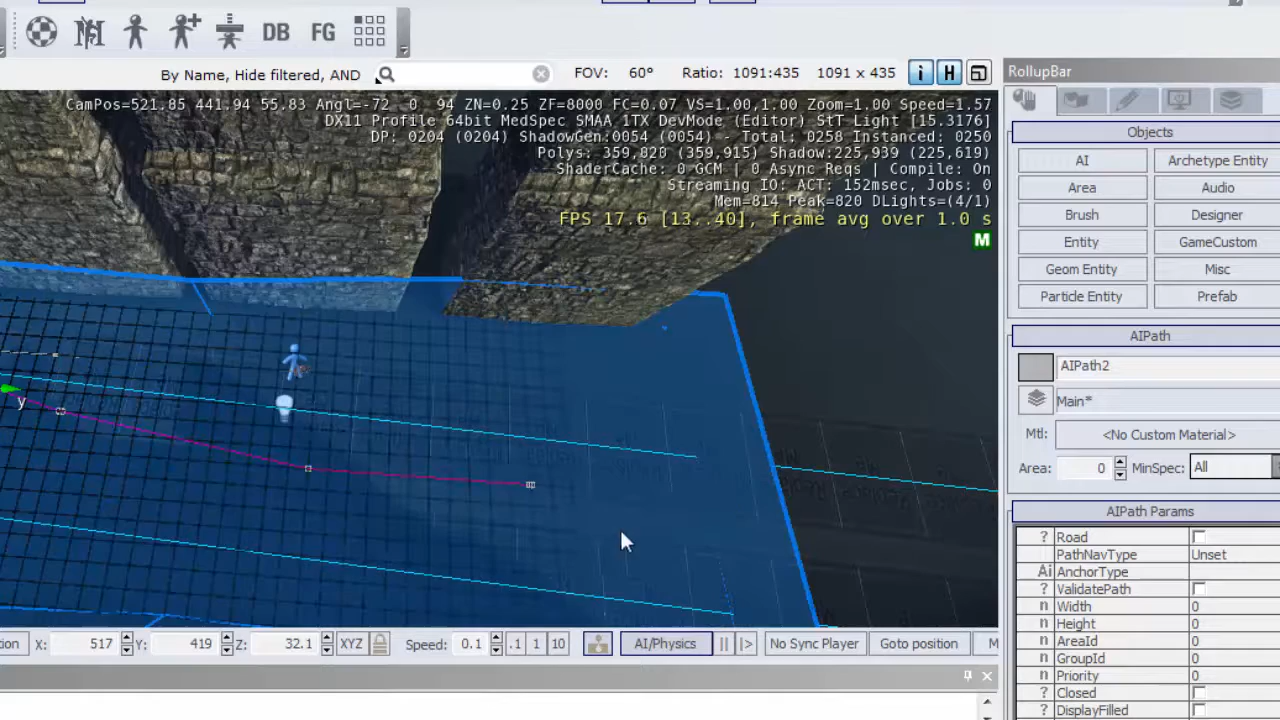 DB FG
By Name, Hide filtered, AND FOV: 60° Ratio: 1091:435 1091 x 435 i H
RollupBar
CamPos=521.85 441.94 55.83 Angl=-72 0 94 ZN=0.25 ZF=8000 FC=0.07 VS=1.00,1.00 Zoom=1.00 Speed=1.57
DX11 Profile 64bit MedSpec SMAA_1TX DevMode (Editor) StT Light [15.3176]
DP: 0204 (0204) ShadowGen:0054 (0054) - Total: 0258 Instanced: 0250
Polys: 359,820 (359,915) Shadow:225,939 (225,619)
ShaderCache: 0 GCM | 0 Async Reqs | Compile: On
Streaming IO: ACT: 152msec, Jobs: 0
Mem=814 Peak=820 DLights=(4/1)
FPS 17.6 [13..40], frame avg over 1.0 s
M
Objects
AI Archetype Entity
Area Audio
Brush Designer
Entity GameCustom
Geom Entity Misc
Particle Entity Prefab
AIPath
AIPath2
Main*
Mtl: <No Custom Material>
Area: 0 MinSpec: All
AIPath Params
? Road
PathNavType Unset
Ai AnchorType
? ValidatePath
n Width 0
n Height 0
n AreaId 0
n GroupId 0
n Priority 0
? Closed
? DisplayFilled
y
tion X: 517 Y: 419 Z: 32.1 XYZ Speed: 0.1 .1 1 10 AI/Physics || |> No Sync Player Goto position M